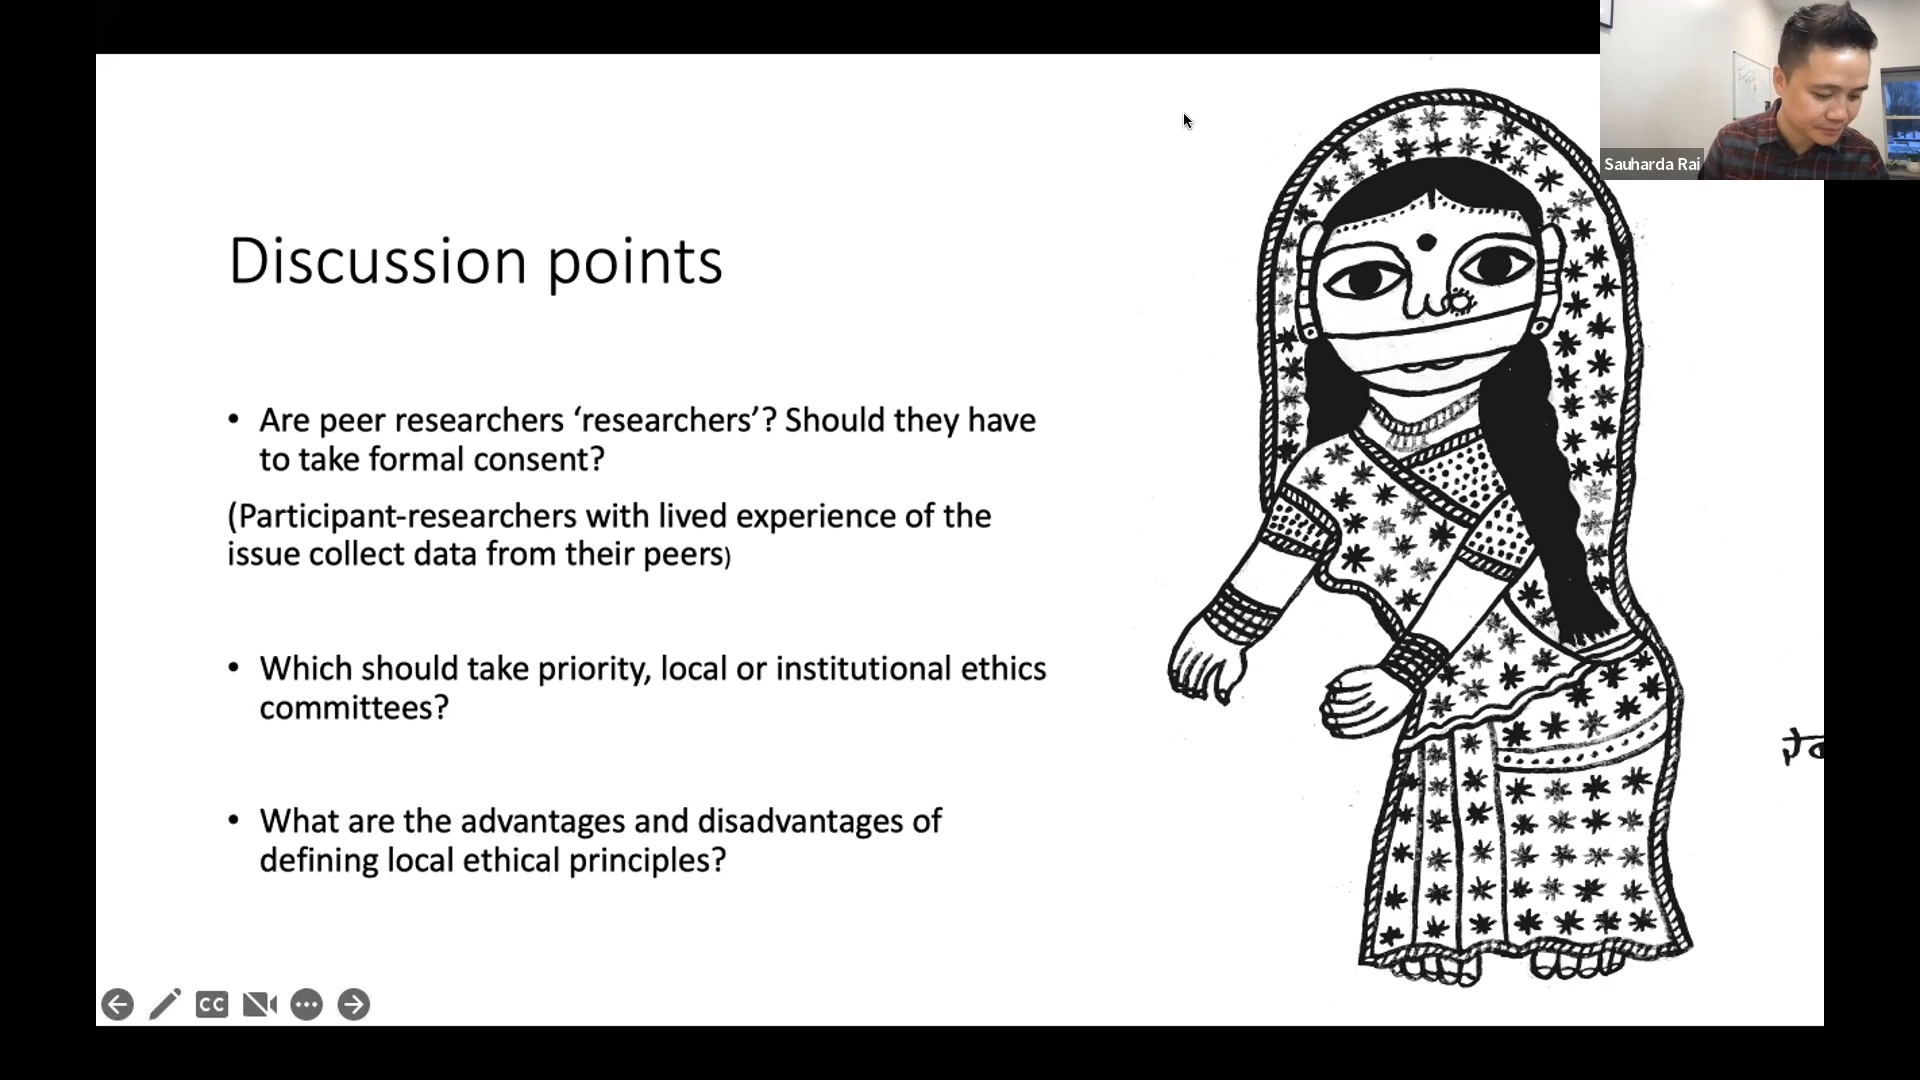 Sauharda Rai
Discussion points
• Are peer researchers ‘researchers’? Should they have
to take formal consent?
(Participant-researchers with lived experience of the
issue collect data from their peers)
• Which should take priority, local or institutional ethics
committees?
• What are the advantages and disadvantages of
defining local ethical principles?
CC